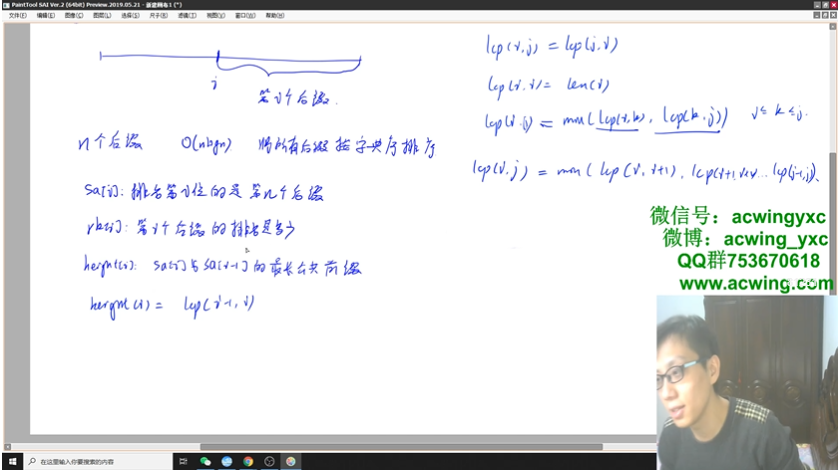 PaintTool SAI Ver.2 (64bit) Preview.2019.05.21 - 新建画布1 (*)
文件(F) 编辑(E) 图像(C) 图层(L) 选择(S) 尺子(R) 滤镜(T) 视图(V) 窗口(W) 帮助(H)
i
第i个后缀.
n个后缀 O(nlogn) 将所有后缀 按字典序排序
sa[i]: 排名第i位的是 第几个后缀
rk[i]: 第i个后缀的排名是多少
height(i): sa[i]与sa[i-1]的最长公共前缀
height(i) = lcp(i-1, i)
lcp(i,j) = lcp(j,i)
lcp(i,i) = len(i)
lcp(i,j) = min(lcp(i,k), lcp(k,j)) i≤k≤j.
lcp(i,j) = min(lcp(i,i+1), lcp(i+1,i+2)... lcp(j-1,j))
微信号：acwingyxc
微博：acwing_yxc
QQ群753670618
www.acwing.com
在这里输入你要搜索的内容